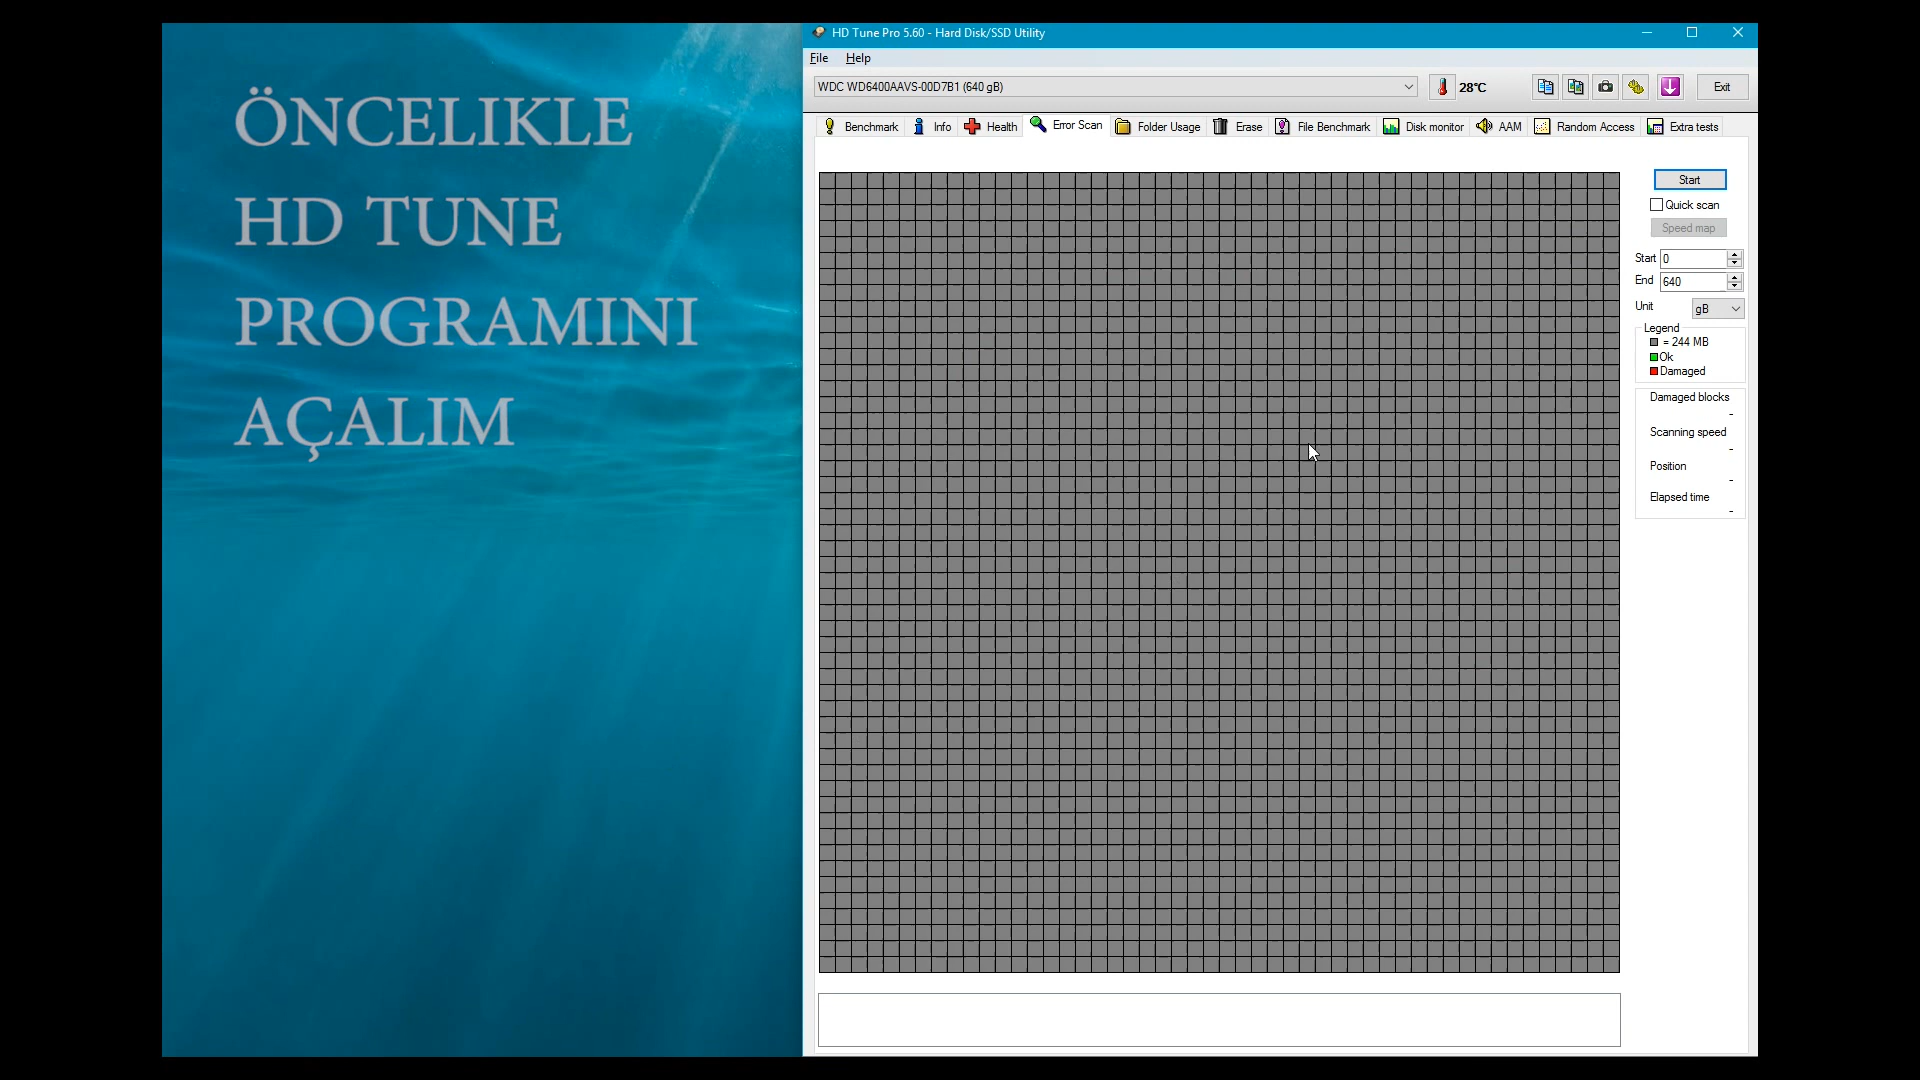 ÖNCELIKLE
HD TUNE
PROGRAMINI
AÇALIM
HD Tune Pro 5.60 - Hard Disk/SSD Utility
File Help
WDC WD6400AAVS-00D7B1 (640 gB)
28°C
Exit
Benchmark Info Health Error Scan Folder Usage Erase File Benchmark Disk monitor AAM Random Access Extra tests
Start
Quick scan
Speed map
Start 0
End 640
Unit gB
Legend
= 244 MB
Ok
Damaged
Damaged blocks
-
Scanning speed
-
Position
-
Elapsed time
-